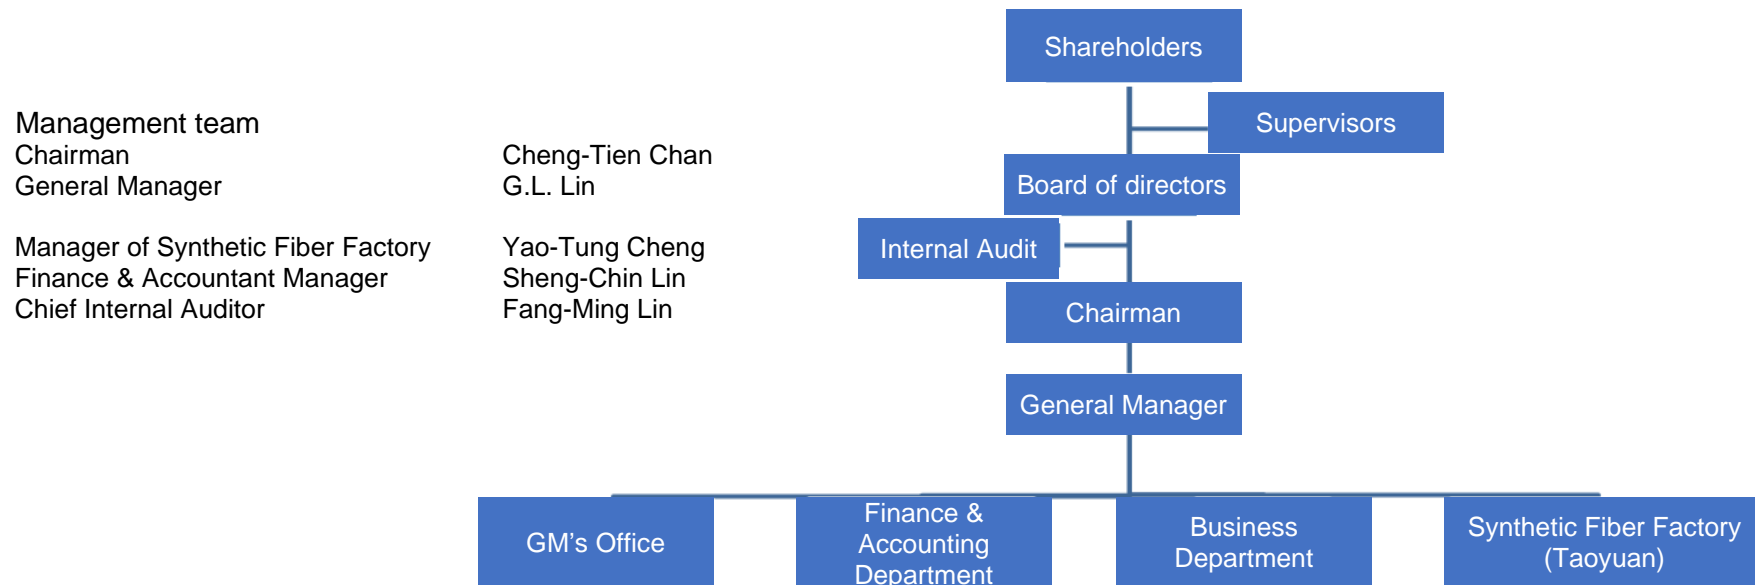 Management team
Chairman Cheng-Tien Chan
General Manager G.L. Lin
Manager of Synthetic Fiber Factory Yao-Tung Cheng
Finance & Accountant Manager Sheng-Chin Lin
Chief Internal Auditor Fang-Ming Lin
Shareholders
Supervisors
Board of directors
Internal Audit
Chairman
General Manager
GM’s Office
Finance &
Accounting
Department
Business
Department
Synthetic Fiber Factory
(Taoyuan)